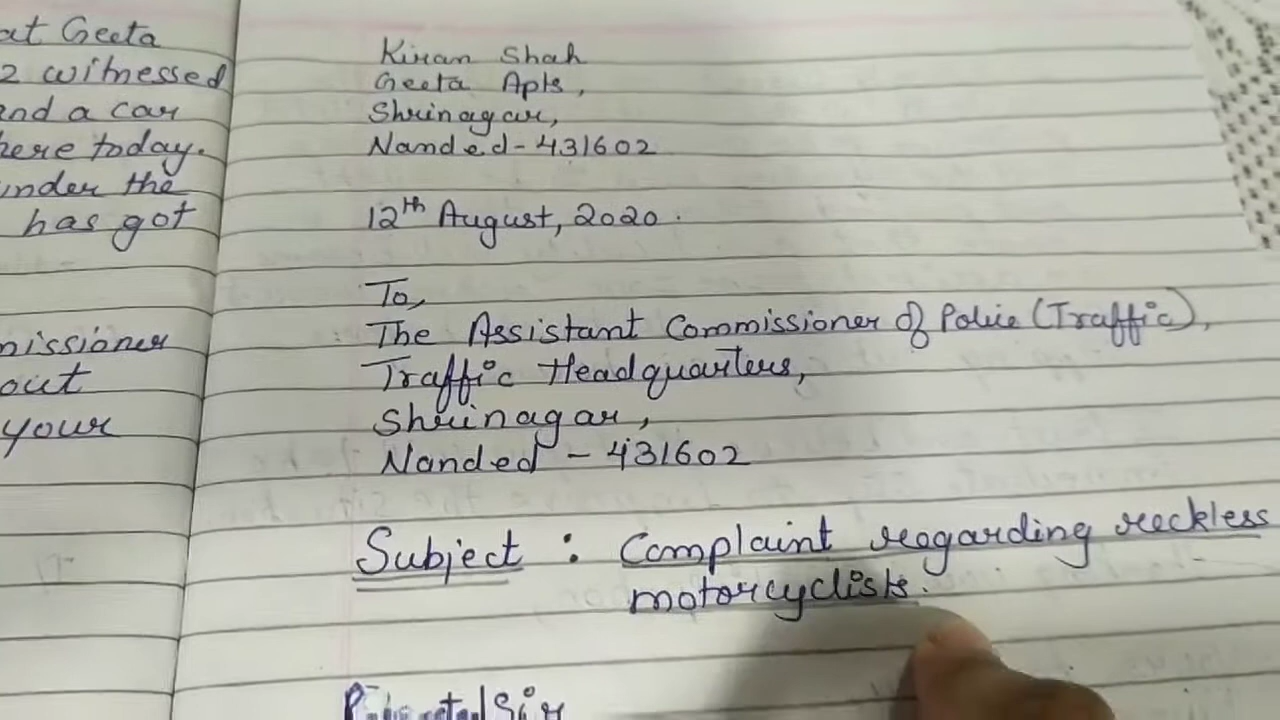 at Geeta
2 witnessed
and a car
here today.
under the
has got
missioner
out
your
Kiran Shah
Geeta Apts,
Shrinagar,
Nanded-431602
12th August, 2020.
To,
The Assistant Commissioner of Police (Traffic),
Traffic Headquarters,
Shrinagar,
Nanded - 431602
Subject : Complaint regarding reckless
motorcyclists.
Sir